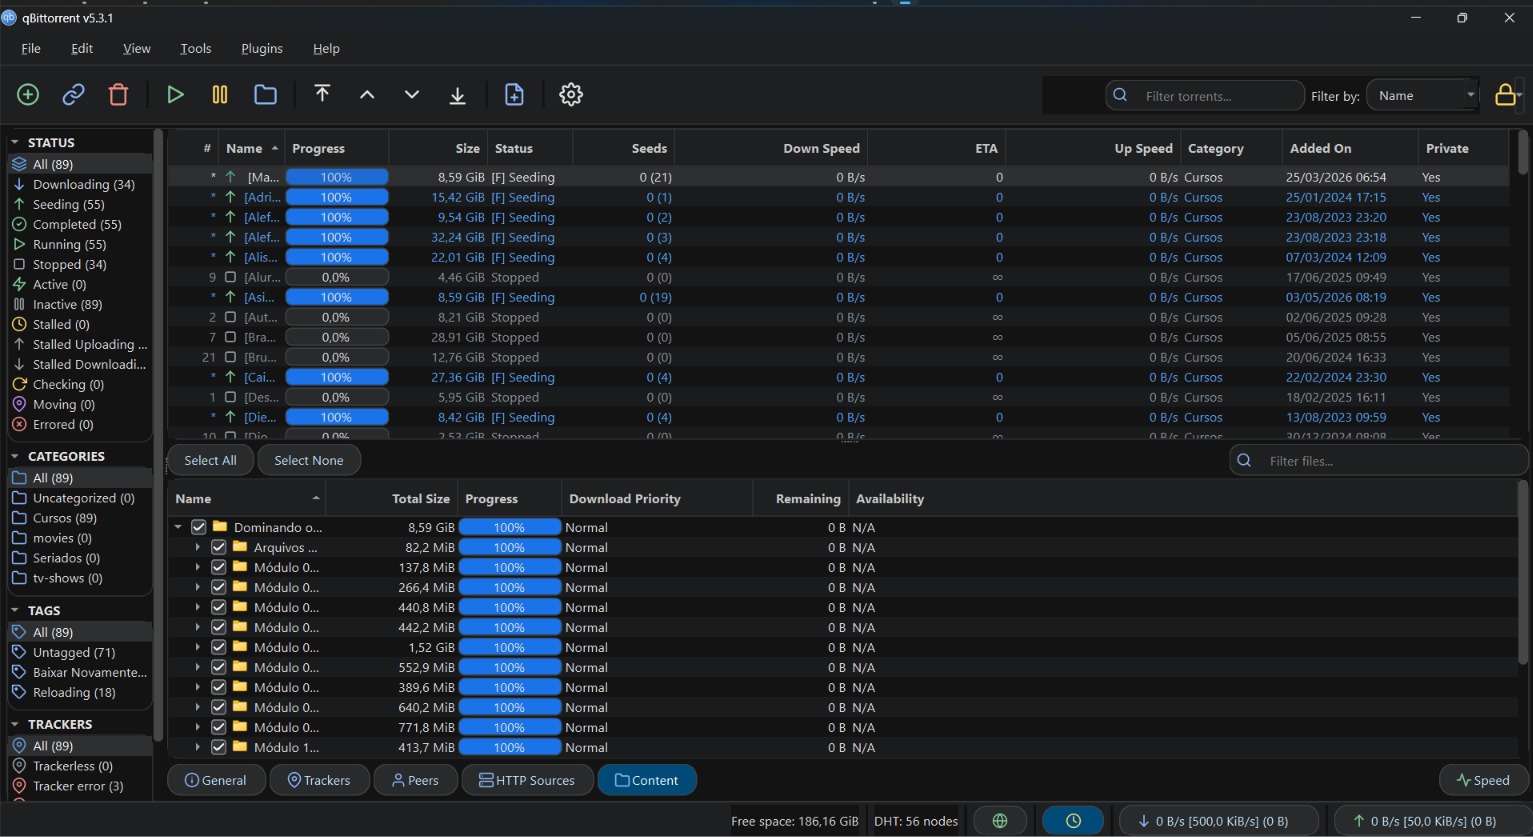 qBittorrent v5.3.1
File Edit View Tools Plugins Help
Filter torrents... Filter by: Name
STATUS
All (89)
Downloading (34)
Seeding (55)
Completed (55)
Running (55)
Stopped (34)
Active (0)
Inactive (89)
Stalled (0)
Stalled Uploading ...
Stalled Downloadi...
Checking (0)
Moving (0)
Errored (0)
CATEGORIES
All (89)
Uncategorized (0)
Cursos (89)
movies (0)
Seriados (0)
tv-shows (0)
TAGS
All (89)
Untagged (71)
Baixar Novamente...
Reloading (18)
TRACKERS
All (89)
Trackerless (0)
Tracker error (3)
# Name Progress Size Status Seeds Down Speed ETA Up Speed Category Added On Private
* [Ma... 100% 8,59 GiB [F] Seeding 0 (21) 0 B/s 0 0 B/s Cursos 25/03/2026 06:54 Yes
* [Adri... 100% 15,42 GiB [F] Seeding 0 (1) 0 B/s 0 0 B/s Cursos 25/01/2024 17:15 Yes
* [Alef... 100% 9,54 GiB [F] Seeding 0 (2) 0 B/s 0 0 B/s Cursos 23/08/2023 23:20 Yes
* [Alef... 100% 32,24 GiB [F] Seeding 0 (3) 0 B/s 0 0 B/s Cursos 23/08/2023 23:18 Yes
* [Alis... 100% 22,01 GiB [F] Seeding 0 (4) 0 B/s 0 0 B/s Cursos 07/03/2024 12:09 Yes
9 [Alur... 0,0% 4,46 GiB Stopped 0 (0) 0 B/s ∞ 0 B/s Cursos 17/06/2025 09:49 Yes
* [Asi... 100% 8,59 GiB [F] Seeding 0 (19) 0 B/s 0 0 B/s Cursos 03/05/2026 08:19 Yes
2 [Aut... 0,0% 8,21 GiB Stopped 0 (0) 0 B/s ∞ 0 B/s Cursos 02/06/2025 09:28 Yes
7 [Bra... 0,0% 28,91 GiB Stopped 0 (0) 0 B/s ∞ 0 B/s Cursos 05/06/2025 08:55 Yes
21 [Bru... 0,0% 12,76 GiB Stopped 0 (0) 0 B/s ∞ 0 B/s Cursos 20/06/2024 16:33 Yes
* [Cai... 100% 27,36 GiB [F] Seeding 0 (4) 0 B/s 0 0 B/s Cursos 22/02/2024 23:30 Yes
1 [Des... 0,0% 5,95 GiB Stopped 0 (0) 0 B/s ∞ 0 B/s Cursos 18/02/2025 16:11 Yes
* [Die... 100% 8,42 GiB [F] Seeding 0 (4) 0 B/s 0 0 B/s Cursos 13/08/2023 09:59 Yes
10 [Dio... 0,0% 2,53 GiB Stopped 0 (0) 0 B/s ∞ 0 B/s Cursos 30/12/2024 08:08 Yes
Select All Select None Filter files...
Name Total Size Progress Download Priority Remaining Availability
Dominando o... 8,59 GiB 100% Normal 0 B N/A
Arquivos ... 82,2 MiB 100% Normal 0 B N/A
Módulo 0... 137,8 MiB 100% Normal 0 B N/A
Módulo 0... 266,4 MiB 100% Normal 0 B N/A
Módulo 0... 440,8 MiB 100% Normal 0 B N/A
Módulo 0... 442,2 MiB 100% Normal 0 B N/A
Módulo 0... 1,52 GiB 100% Normal 0 B N/A
Módulo 0... 552,9 MiB 100% Normal 0 B N/A
Módulo 0... 389,6 MiB 100% Normal 0 B N/A
Módulo 0... 640,2 MiB 100% Normal 0 B N/A
Módulo 0... 771,8 MiB 100% Normal 0 B N/A
Módulo 1... 413,7 MiB 100% Normal 0 B N/A
General Trackers Peers HTTP Sources Content Speed
Free space: 186,16 GiB DHT: 56 nodes 0 B/s [500,0 KiB/s] (0 B) 0 B/s [50,0 KiB/s] (0 B)